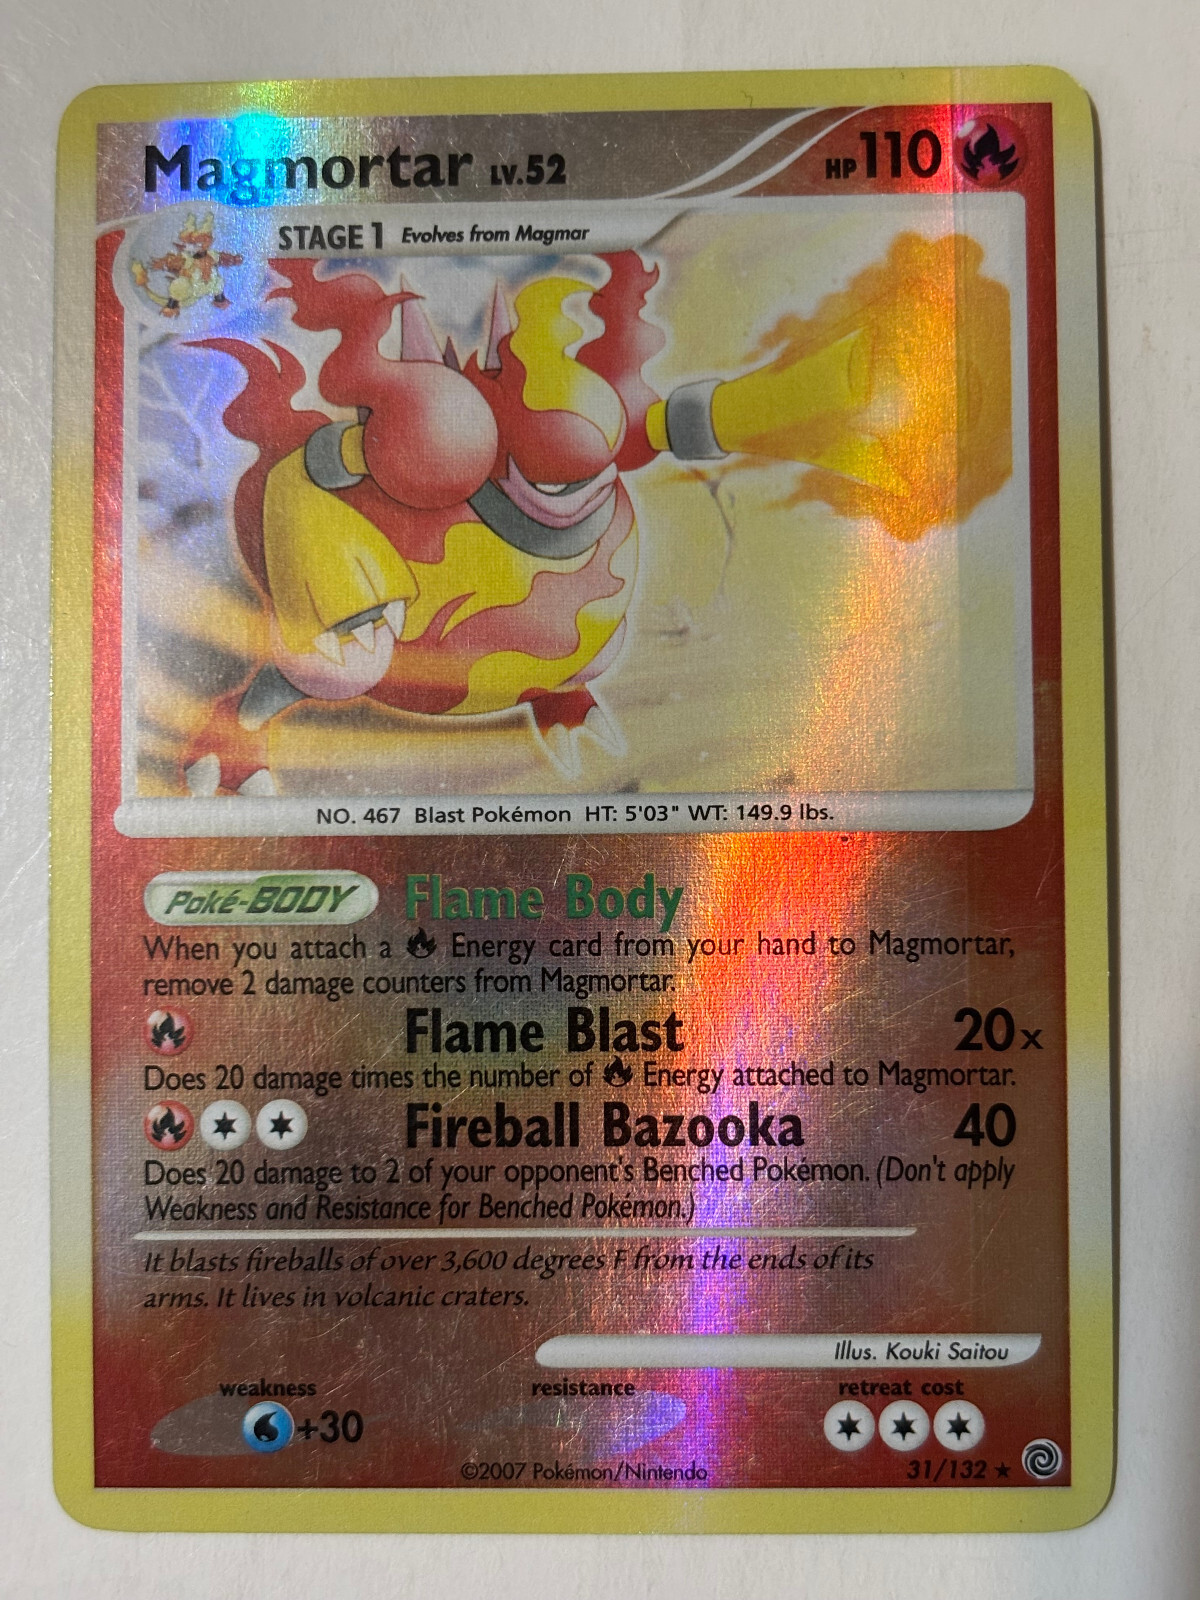 Magmortar LV.52 HP 110
STAGE 1 Evolves from Magmar
NO. 467 Blast Pokémon HT: 5'03" WT: 149.9 lbs.
Poké-BODY Flame Body
When you attach a Energy card from your hand to Magmortar,
remove 2 damage counters from Magmortar.
Flame Blast 20x
Does 20 damage times the number of Energy attached to Magmortar.
Fireball Bazooka 40
Does 20 damage to 2 of your opponent's Benched Pokémon. (Don't apply
Weakness and Resistance for Benched Pokémon.)
It blasts fireballs of over 3,600 degrees F from the ends of its
arms. It lives in volcanic craters.
Illus. Kouki Saitou
weakness resistance retreat cost
+30
©2007 Pokémon/Nintendo 31/132 ★